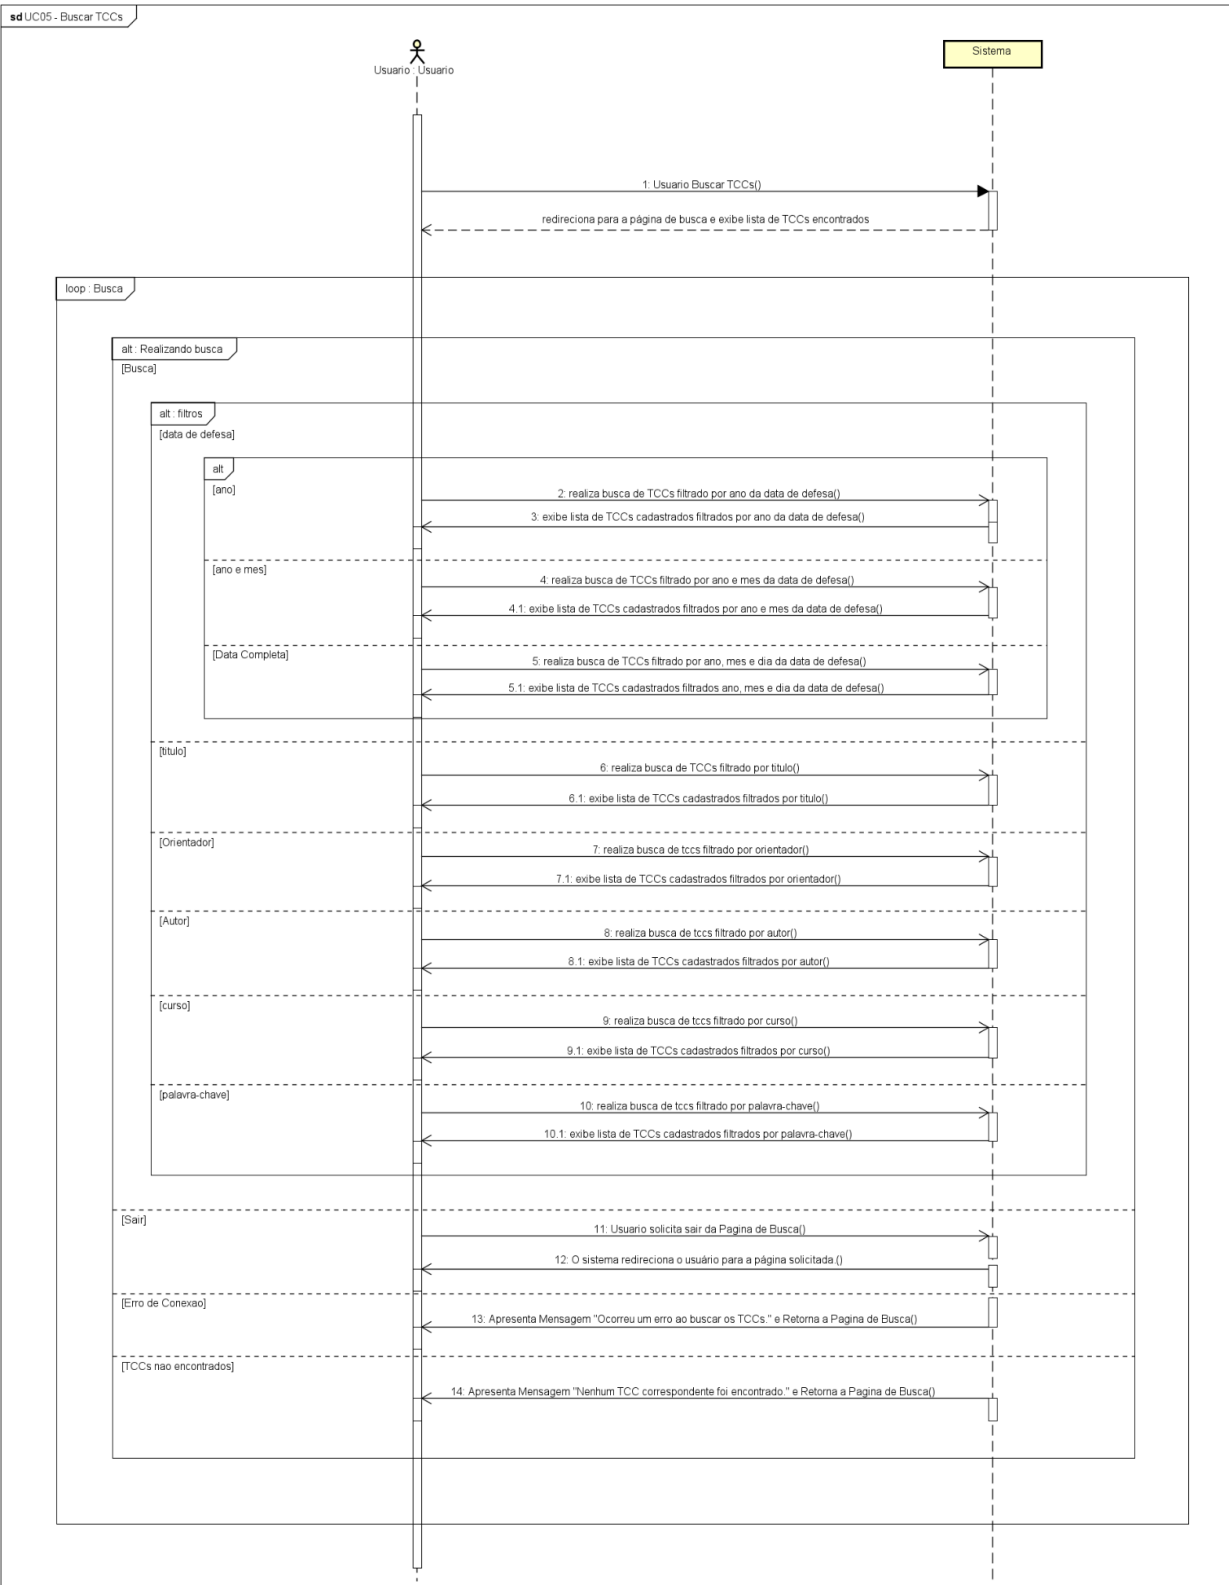 sd UC05 - Buscar TCCs
Usuario : Usuario
Sistema
1: Usuario Buscar TCCs()
redireciona para a página de busca e exibe lista de TCCs encontrados
loop : Busca
alt : Realizando busca
[Busca]
alt : filtros
[data de defesa]
alt
[ano]
2: realiza busca de TCCs filtrado por ano da data de defesa()
3: exibe lista de TCCs cadastrados filtrados por ano da data de defesa()
[ano e mes]
4: realiza busca de TCCs filtrado por ano e mes da data de defesa()
4.1: exibe lista de TCCs cadastrados filtrados por ano e mes da data de defesa()
[Data Completa]
5: realiza busca de TCCs filtrado por ano, mes e dia da data de defesa()
5.1: exibe lista de TCCs cadastrados filtrados ano, mes e dia da data de defesa()
[titulo]
6: realiza busca de TCCs filtrado por titulo()
6.1: exibe lista de TCCs cadastrados filtrados por titulo()
[Orientador]
7: realiza busca de tccs filtrado por orientador()
7.1: exibe lista de TCCs cadastrados filtrados por orientador()
[Autor]
8: realiza busca de tccs filtrado por autor()
8.1: exibe lista de TCCs cadastrados filtrados por autor()
[curso]
9: realiza busca de tccs filtrado por curso()
9.1: exibe lista de TCCs cadastrados filtrados por curso()
[palavra-chave]
10: realiza busca de tccs filtrado por palavra-chave()
10.1: exibe lista de TCCs cadastrados filtrados por palavra-chave()
[Sair]
11: Usuario solicita sair da Pagina de Busca()
12: O sistema redireciona o usuário para a página solicitada.()
[Erro de Conexao]
13: Apresenta Mensagem "Ocorreu um erro ao buscar os TCCs." e Retorna a Pagina de Busca()
[TCCs nao encontrados]
14: Apresenta Mensagem "Nenhum TCC correspondente foi encontrado." e Retorna a Pagina de Busca()